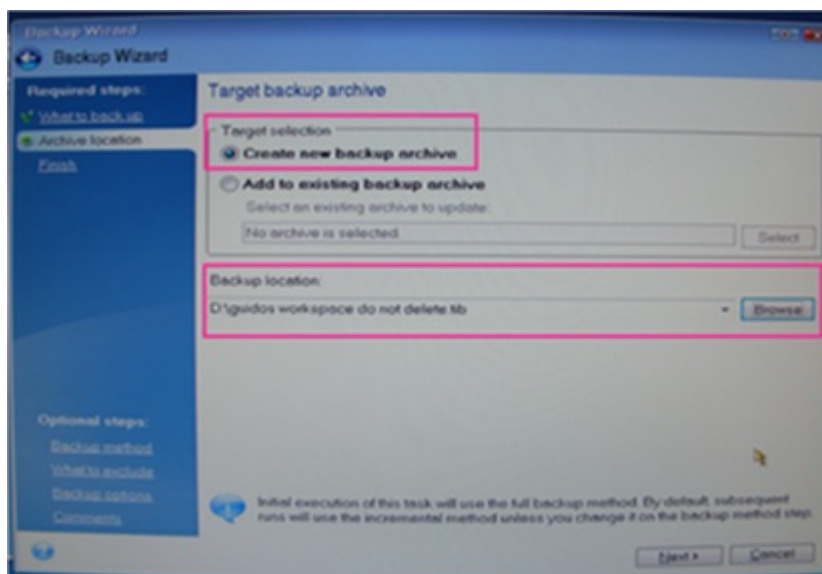 Backup Wizard
Backup Wizard
Required steps:
What to back up
Archive location
Finish
Target backup archive
Target selection
Create new backup archive
Add to existing backup archive
Select an existing archive to update:
No archive is selected.
Select
Backup location:
D:\guidos workspace do not delete.tib
Browse
Optional steps:
Backup method
What to exclude
Backup options
Comments
Initial execution of this task will use the full backup method. By default, subsequent
runs will use the incremental method unless you change it on the backup method step.
Next >
Cancel